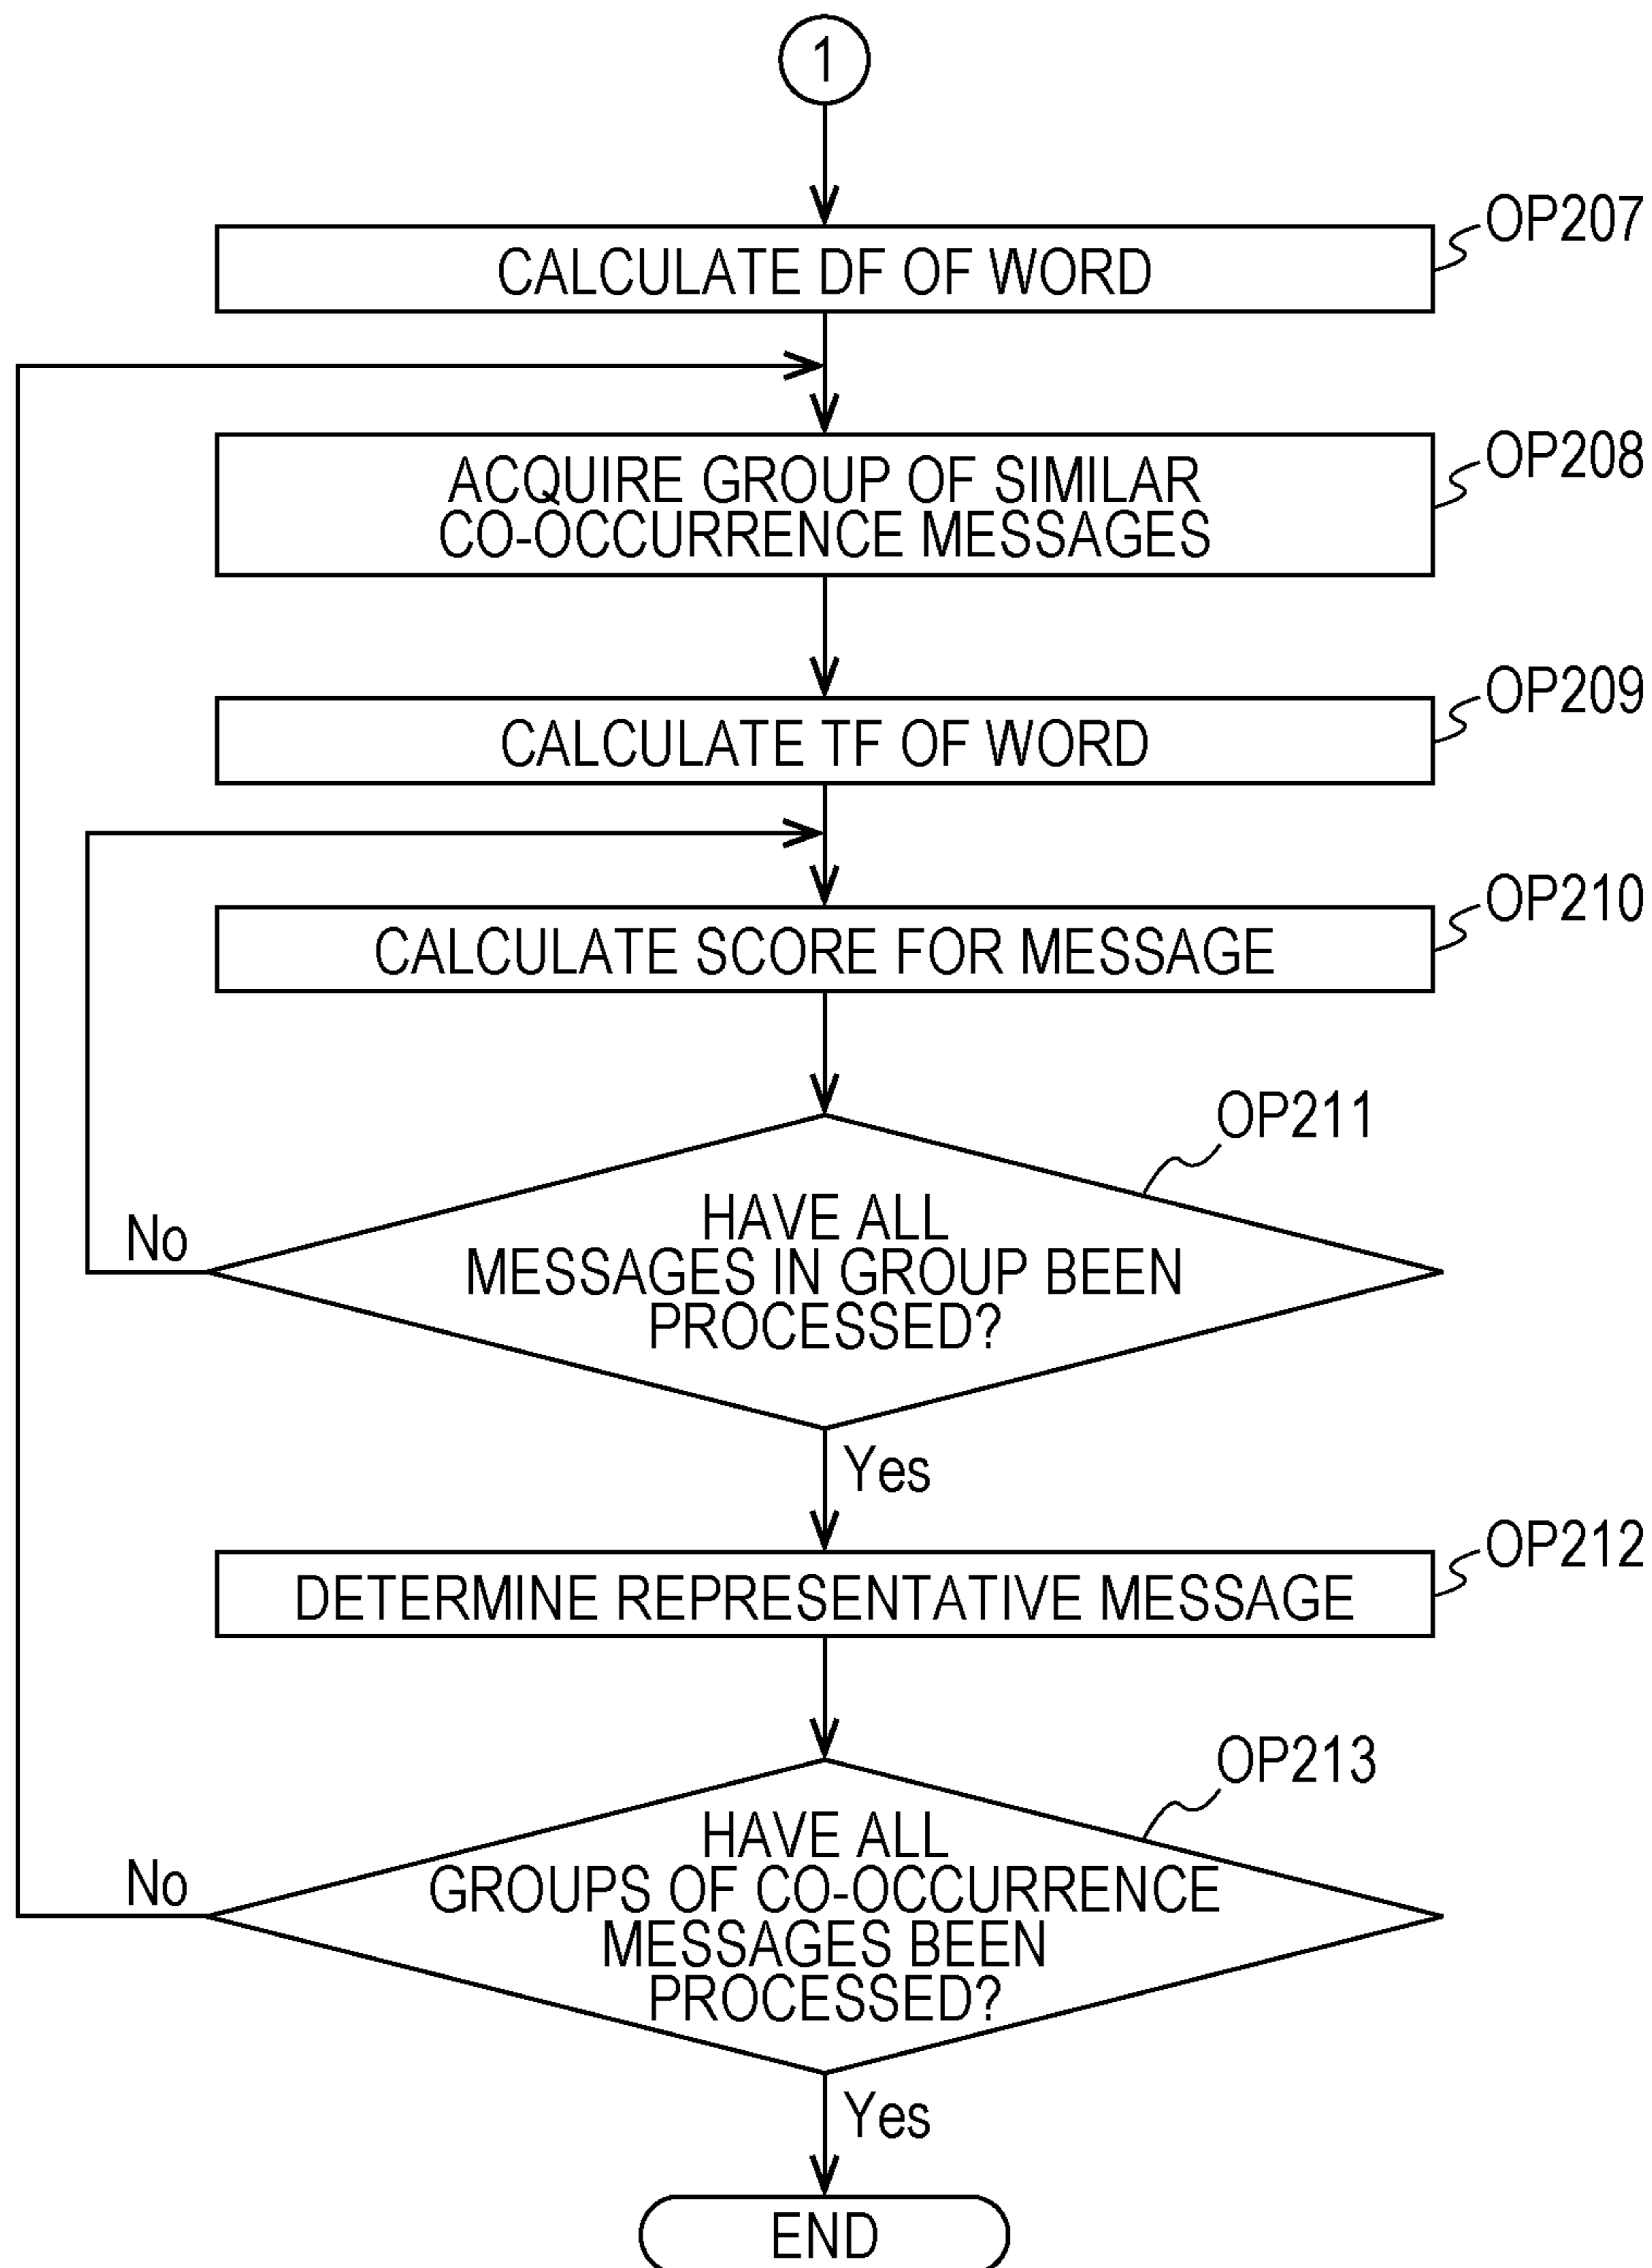 1
OP207
CALCULATE DF OF WORD
OP208
ACQUIRE GROUP OF SIMILAR
CO-OCCURRENCE MESSAGES
OP209
CALCULATE TF OF WORD
OP210
CALCULATE SCORE FOR MESSAGE
OP211
HAVE ALL
MESSAGES IN GROUP BEEN
PROCESSED?
No
Yes
OP212
DETERMINE REPRESENTATIVE MESSAGE
OP213
HAVE ALL
GROUPS OF CO-OCCURRENCE
MESSAGES BEEN
PROCESSED?
No
Yes
END